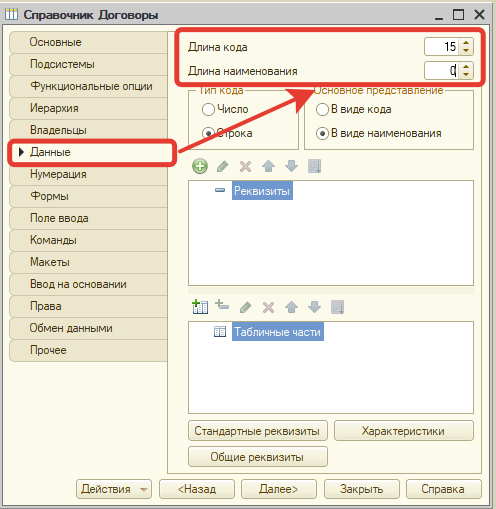 Справочник Договоры
Основные
Подсистемы
Функциональные опции
Иерархия
Владельцы
Данные
Нумерация
Формы
Поле ввода
Команды
Макеты
Ввод на основании
Права
Обмен данными
Прочее
Длина кода 15
Длина наименования 0
Тип кода
Число
Строка
Основное представление
В виде кода
В виде наименования
Реквизиты
Табличные части
Стандартные реквизиты Характеристики
Общие реквизиты
Действия <Назад Далее> Закрыть Справка